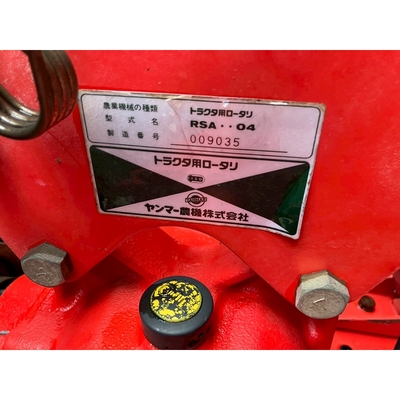 農業機械の種類 トラクタ用ロータリ
型式名 RSA・・04
製造番号 009035
トラクタ用ロータリ
ヤンマー農機株式会社